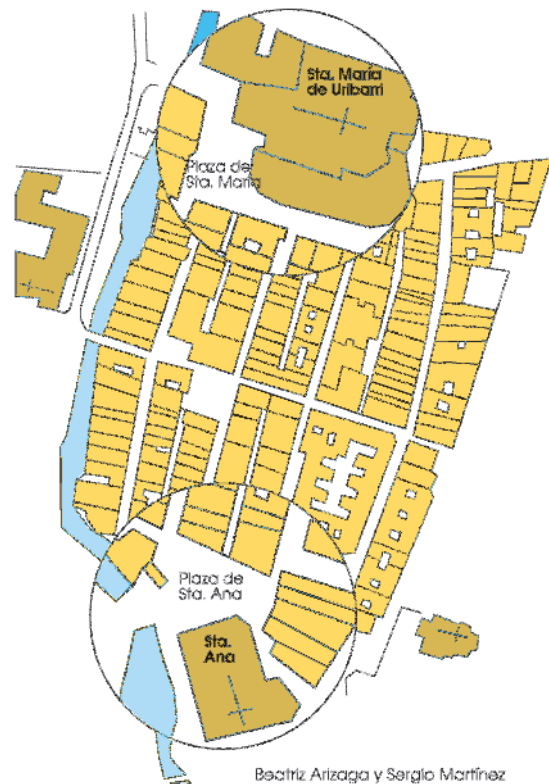 Sta. María
de Uribarri
Plaza de
Sta. María
Plaza de
Sta. Ana
Sta.
Ana
Beatriz Arizaga y Sergio Martínez